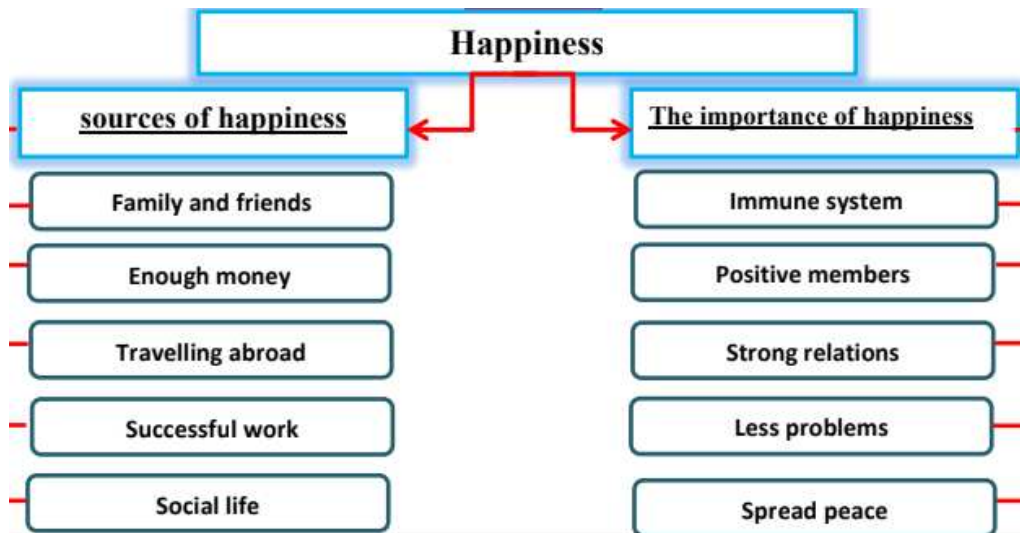 Happiness
sources of happiness
Family and friends
Enough money
Travelling abroad
Successful work
Social life
The importance of happiness
Immune system
Positive members
Strong relations
Less problems
Spread peace